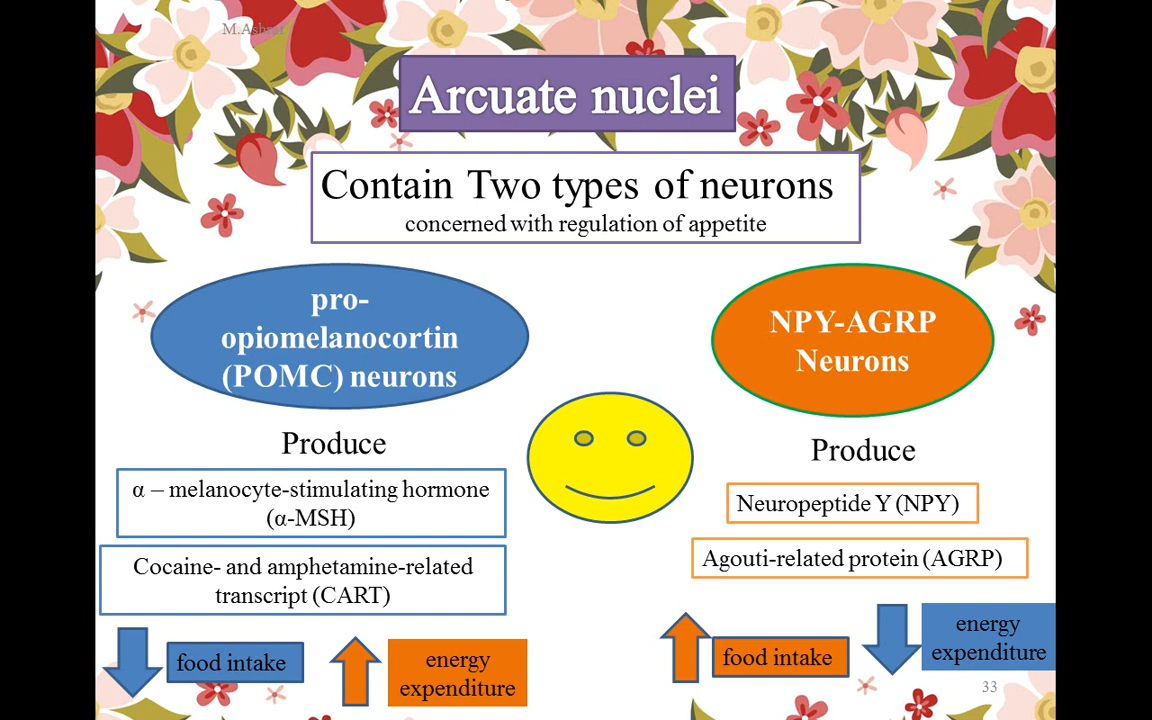 Arcuate nuclei
Contain Two types of neurons
concerned with regulation of appetite
pro-
opiomelanocortin
(POMC) neurons
Produce
α – melanocyte-stimulating hormone
(α-MSH)
Cocaine- and amphetamine-related
transcript (CART)
food intake
energy
expenditure
NPY-AGRP
Neurons
Produce
Neuropeptide Y (NPY)
Agouti-related protein (AGRP)
food intake
energy
expenditure
33